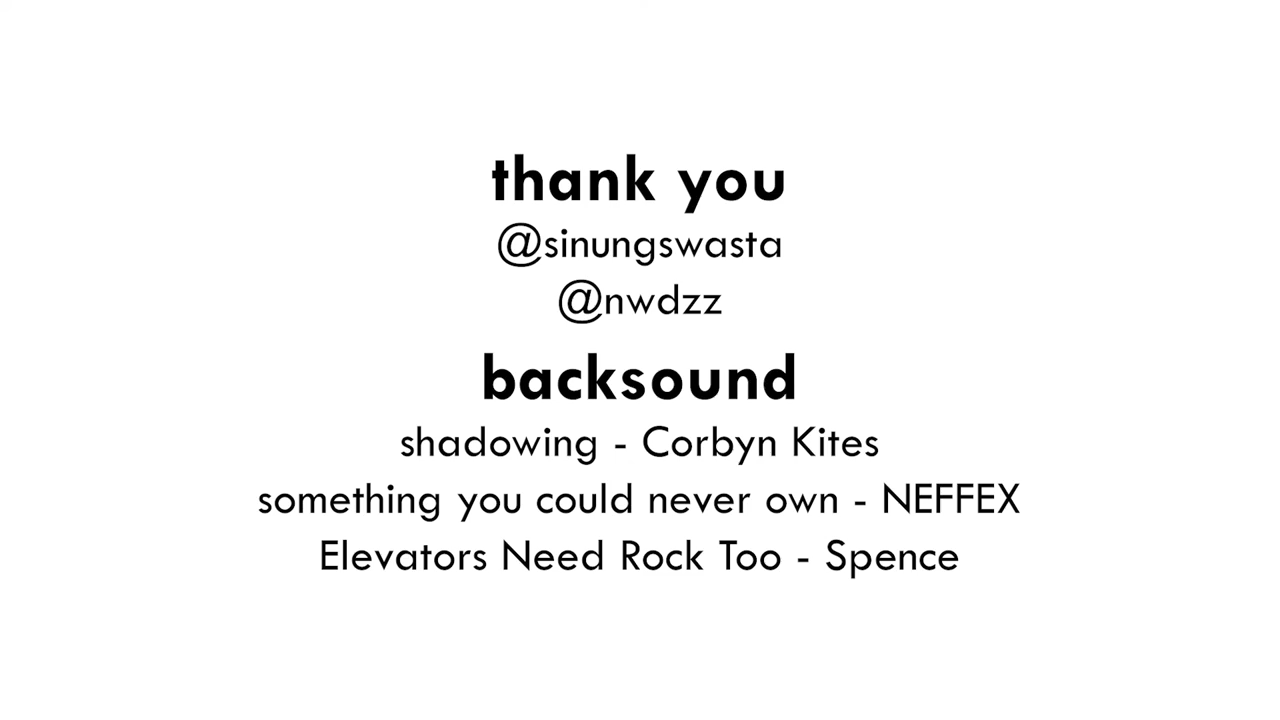 thank you
@sinungswasta
@nwdzz
backsound
shadowing - Corbyn Kites
something you could never own - NEFFEX
Elevators Need Rock Too - Spence